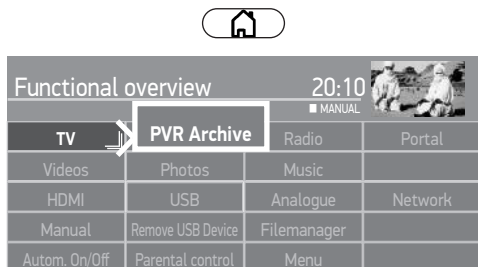 Functional overview 20:10
MANUAL
TV PVR Archive Radio Portal
Videos Photos Music
HDMI USB Analogue Network
Manual Remove USB Device Filemanager
Autom. On/Off Parental control Menu